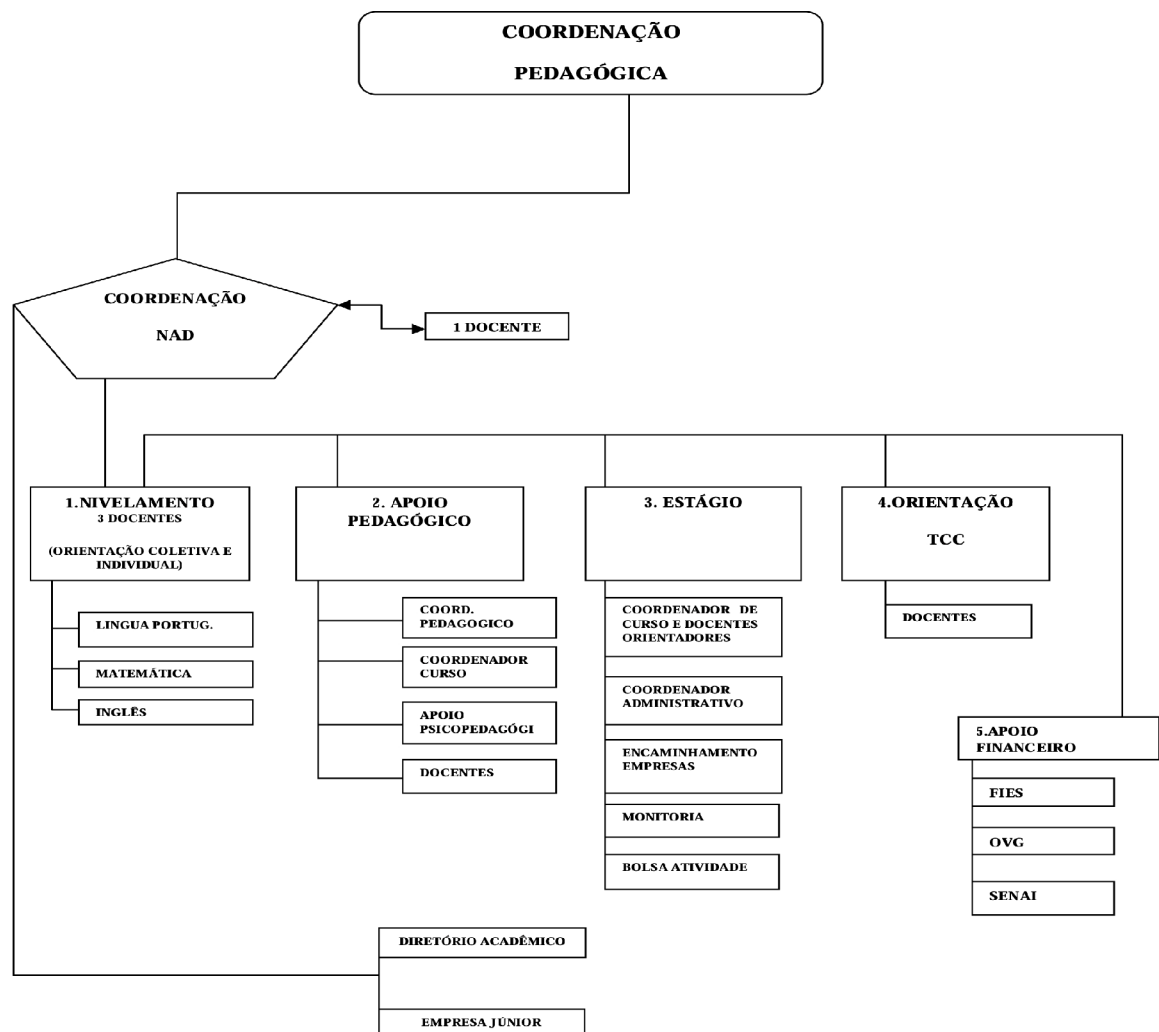 COORDENAÇÃO
PEDAGÓGICA
COORDENAÇÃO
NAD
1 DOCENTE
1.NIVELAMENTO
3 DOCENTES
(ORIENTAÇÃO COLETIVA E
INDIVIDUAL)
LINGUA PORTUG.
MATEMÁTICA
INGLÊS
2. APOIO
PEDAGÓGICO
COORD.
PEDAGOGICO
COORDENADOR
CURSO
APOIO
PSICOPEDAGÓGI
DOCENTES
3. ESTÁGIO
COORDENADOR DE
CURSO E DOCENTES
ORIENTADORES
COORDENADOR
ADMINISTRATIVO
ENCAMINHAMENTO
EMPRESAS
MONITORIA
BOLSA ATIVIDADE
4.ORIENTAÇÃO
TCC
DOCENTES
5.APOIO
FINANCEIRO
FIES
OVG
SENAI
DIRETÓRIO ACADÊMICO
EMPRESA JÚNIOR